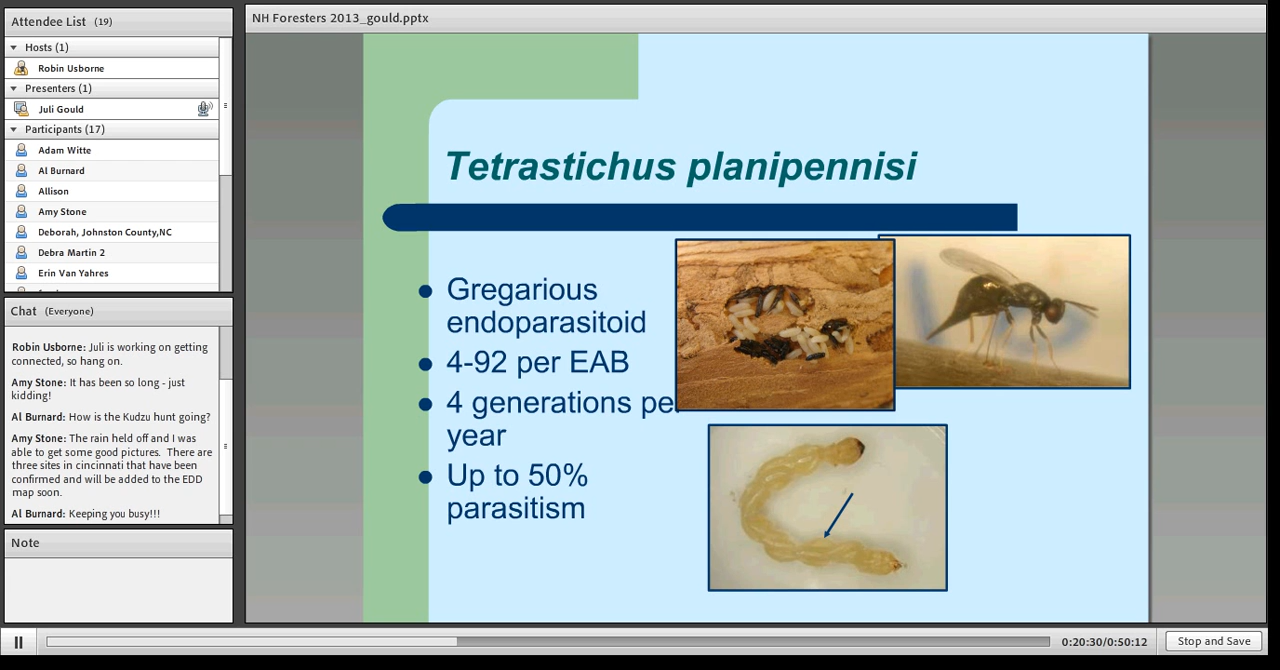 Attendee List (19)
Hosts (1)
Robin Usborne
Presenters (1)
Juli Gould
Participants (17)
Adam Witte
Al Burnard
Allison
Amy Stone
Deborah, Johnston County,NC
Debra Martin 2
Erin Van Yahres
Chat (Everyone)
Robin Usborne: Juli is working on getting
connected, so hang on.
Amy Stone: It has been so long - just
kidding!
Al Burnard: How is the Kudzu hunt going?
Amy Stone: The rain held off and I was
able to get some good pictures. There are
three sites in cincinnati that have been
confirmed and will be added to the EDD
map soon.
Al Burnard: Keeping you busy!!!
Note
NH Foresters 2013_gould.pptx
Tetrastichus planipennisi
Gregarious
endoparasitoid
4-92 per EAB
4 generations per
year
Up to 50%
parasitism
0:20:30/0:50:12
Stop and Save